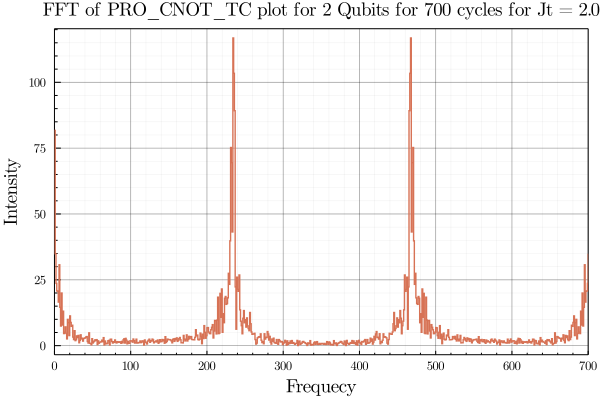 FFT of PRO_CNOT_TC plot for 2 Qubits for 700 cycles for Jt = 2.0
100
75
50
25
0
Intensity
0 100 200 300 400 500 600 700
Frequecy